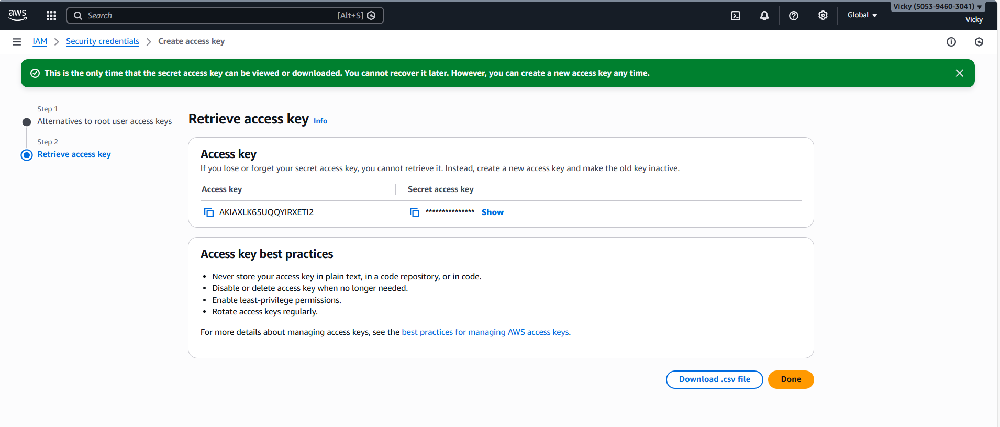 aws
Search
[Alt+S]
Global
Vicky (5053-9460-3041)
Vicky
IAM
Security credentials
Create access key
This is the only time that the secret access key can be viewed or downloaded. You cannot recover it later. However, you can create a new access key any time.
Step 1
Alternatives to root user access keys
Step 2
Retrieve access key
Retrieve access key Info
Access key
If you lose or forget your secret access key, you cannot retrieve it. Instead, create a new access key and make the old key inactive.
Access key
Secret access key
AKIAXLK65UQQYIRXETI2
*************** Show
Access key best practices
• Never store your access key in plain text, in a code repository, or in code.
• Disable or delete access key when no longer needed.
• Enable least-privilege permissions.
• Rotate access keys regularly.
For more details about managing access keys, see the best practices for managing AWS access keys.
Download .csv file
Done